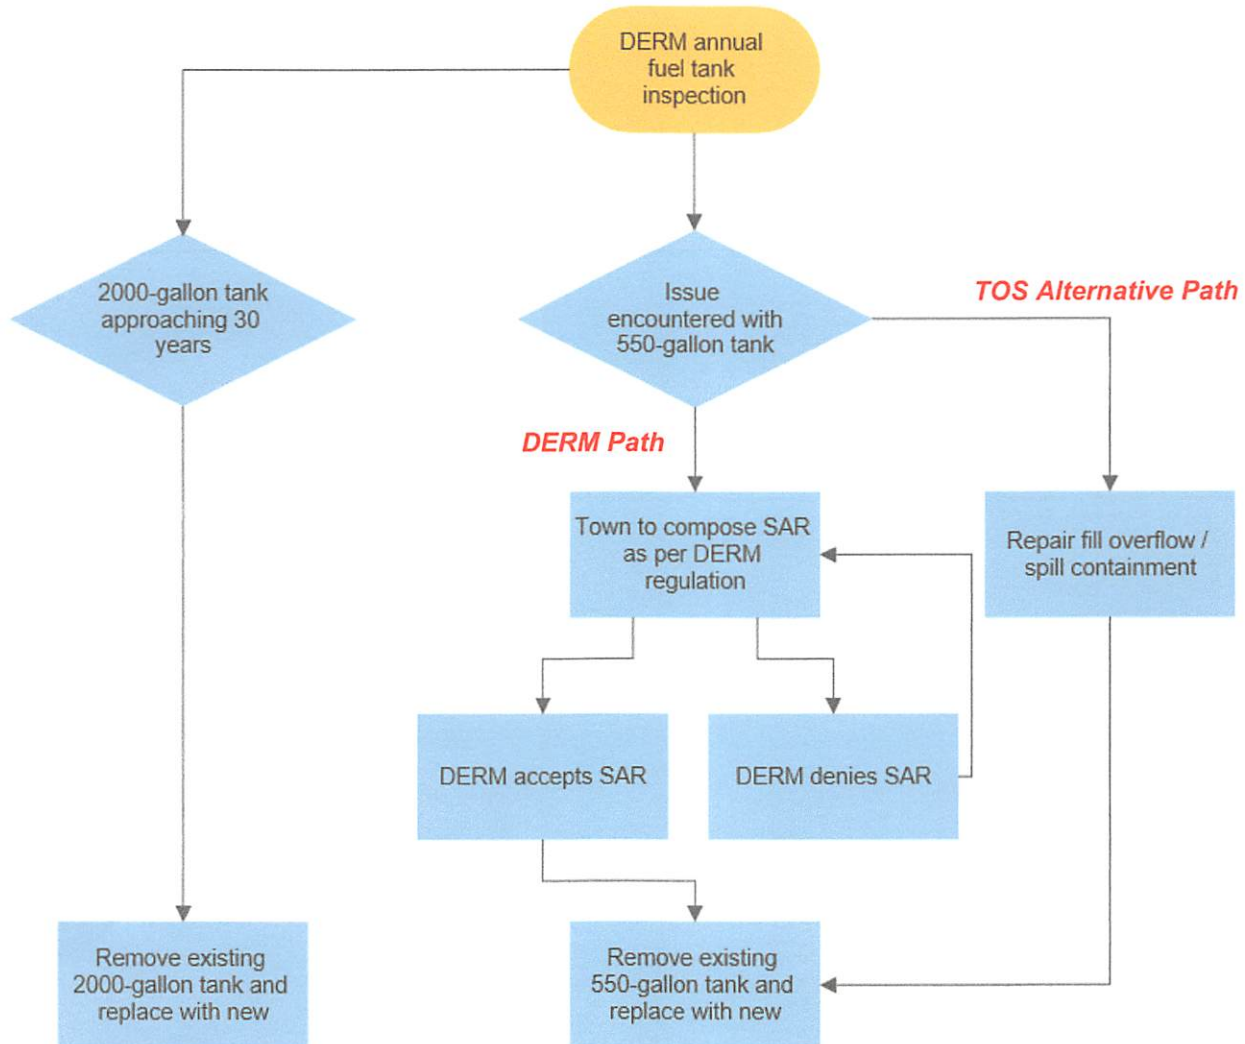 DERM annual
fuel tank
inspection
2000-gallon tank
approaching 30
years
Issue
encountered with
550-gallon tank
TOS Alternative Path
DERM Path
Town to compose SAR
as per DERM
regulation
Repair fill overflow /
spill containment
DERM accepts SAR
DERM denies SAR
Remove existing
2000-gallon tank and
replace with new
Remove existing
550-gallon tank and
replace with new